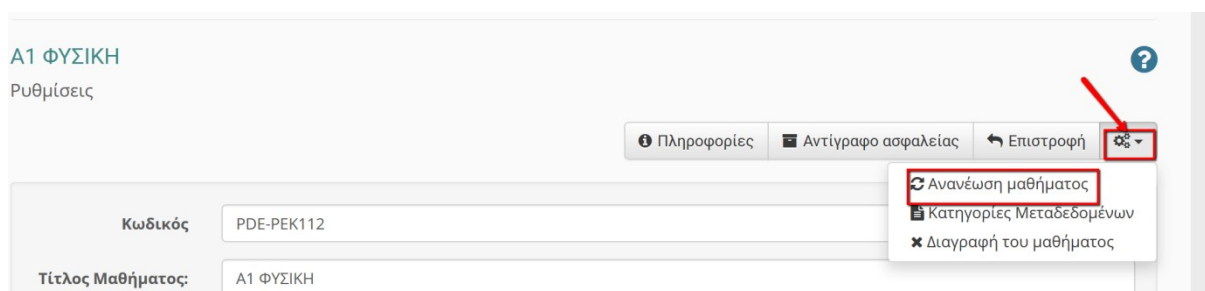 Α1 ΦΥΣΙΚΗ
Ρυθμίσεις
Πληροφορίες Αντίγραφο ασφαλείας Επιστροφή
Ανανέωση μαθήματος
Κατηγορίες Μεταδεδομένων
Διαγραφή του μαθήματος
Κωδικός PDE-PEK112
Τίτλος Μαθήματος: Α1 ΦΥΣΙΚΗ